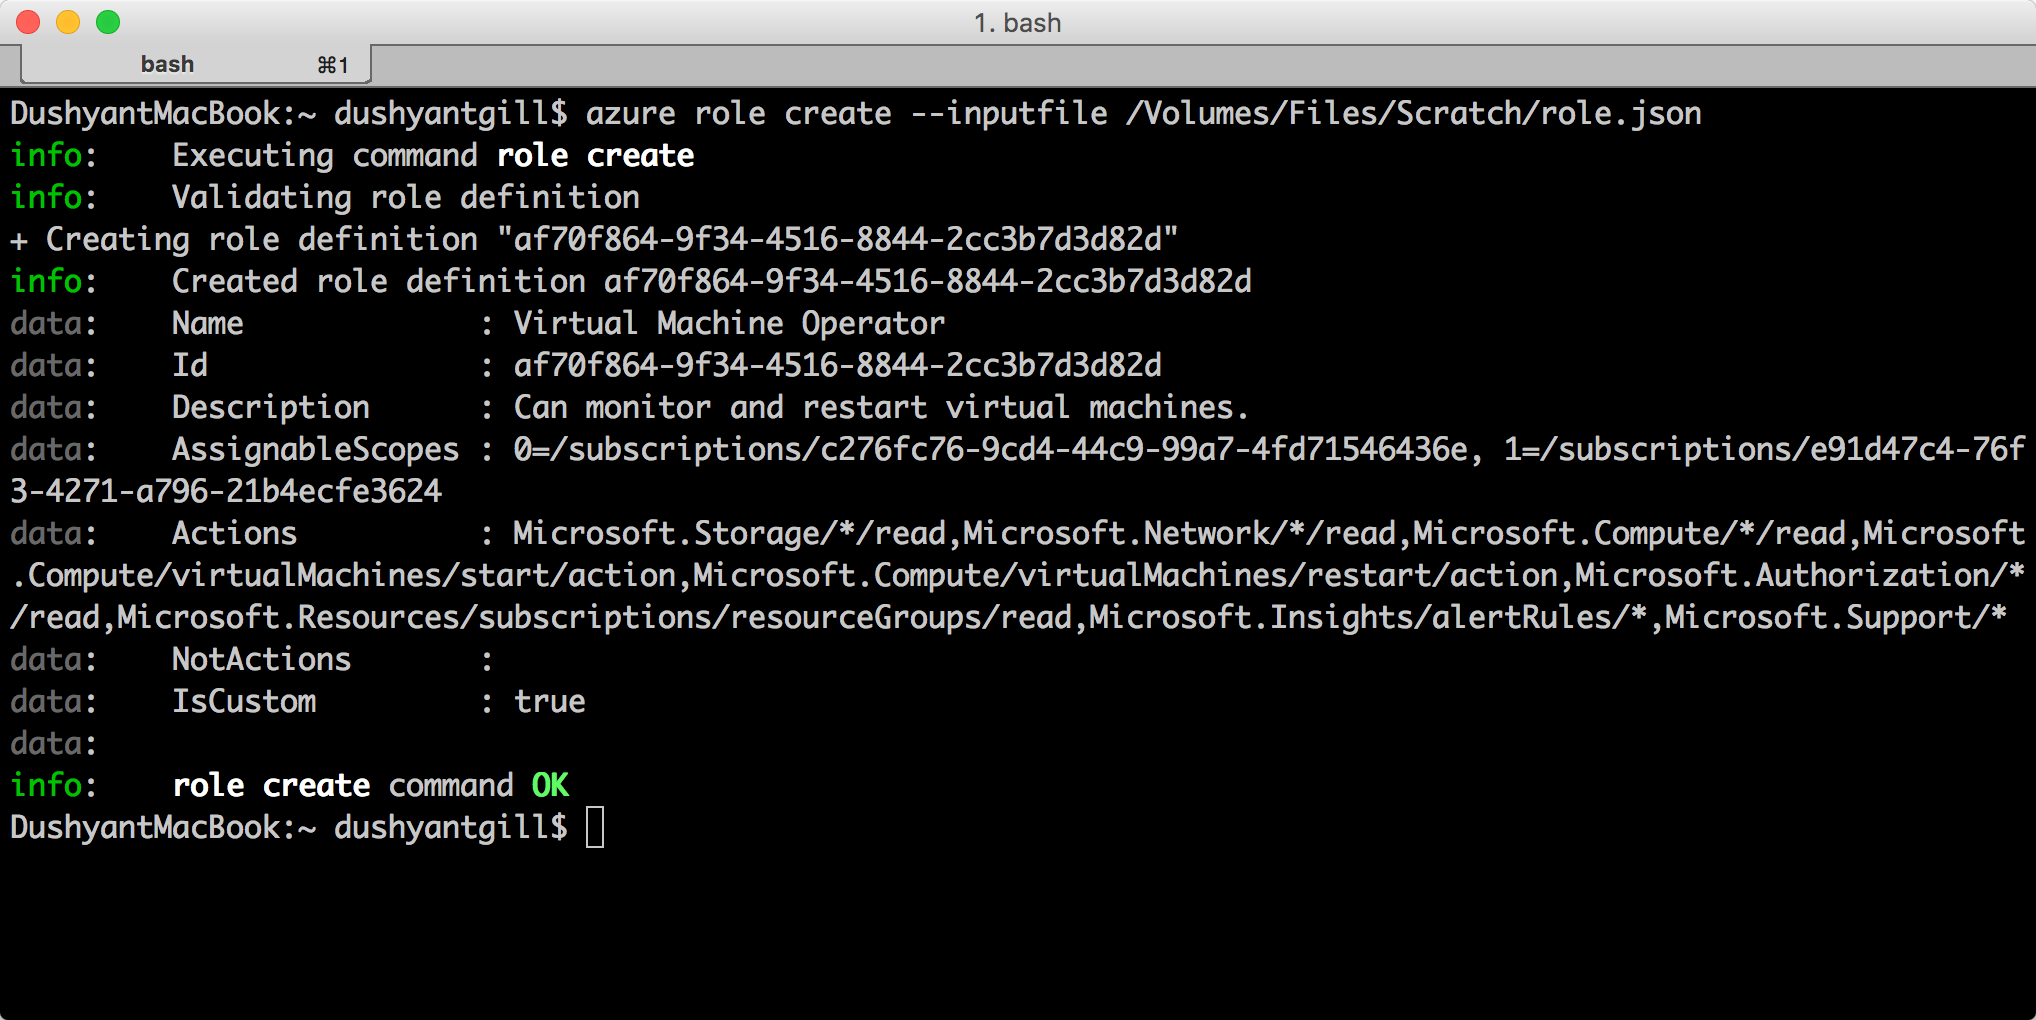 1. bash
bash ⌘1
DushyantMacBook:~ dushyantgill$ azure role create --inputfile /Volumes/Files/Scratch/role.json
info:    Executing command role create
info:    Validating role definition
+ Creating role definition "af70f864-9f34-4516-8844-2cc3b7d3d82d"
info:    Created role definition af70f864-9f34-4516-8844-2cc3b7d3d82d
data:    Name             : Virtual Machine Operator
data:    Id               : af70f864-9f34-4516-8844-2cc3b7d3d82d
data:    Description      : Can monitor and restart virtual machines.
data:    AssignableScopes : 0=/subscriptions/c276fc76-9cd4-44c9-99a7-4fd71546436e, 1=/subscriptions/e91d47c4-76f
3-4271-a796-21b4ecfe3624
data:    Actions          : Microsoft.Storage/*/read,Microsoft.Network/*/read,Microsoft.Compute/*/read,Microsoft
.Compute/virtualMachines/start/action,Microsoft.Compute/virtualMachines/restart/action,Microsoft.Authorization/*
/read,Microsoft.Resources/subscriptions/resourceGroups/read,Microsoft.Insights/alertRules/*,Microsoft.Support/*
data:    NotActions       :
data:    IsCustom         : true
data:
info:    role create command OK
DushyantMacBook:~ dushyantgill$